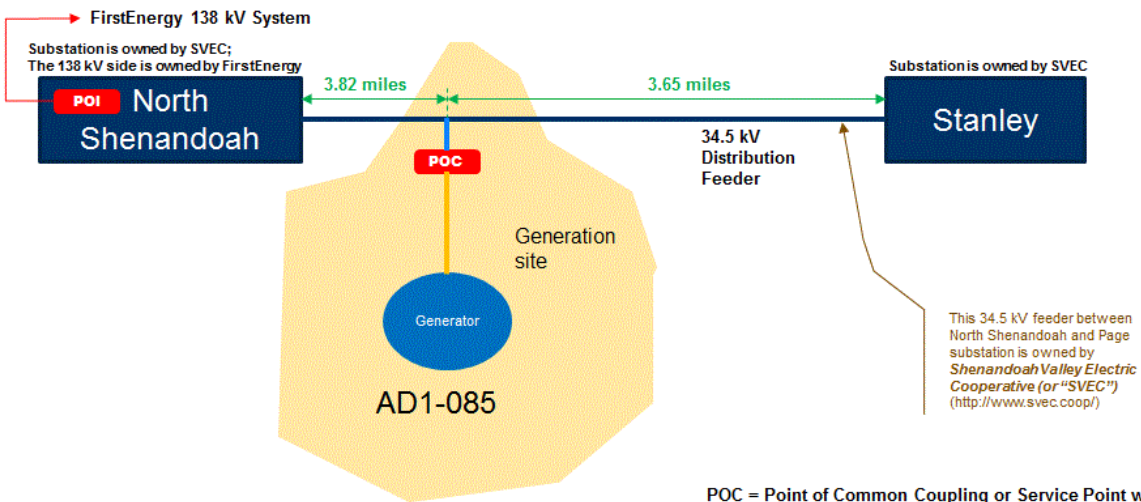 FirstEnergy 138 kV System
Substation is owned by SVEC;
The 138 kV side is owned by FirstEnergy
POI
North
Shenandoah
3.82 miles
3.65 miles
Substation is owned by SVEC
Stanley
34.5 kV
Distribution
Feeder
POC
Generation
site
Generator
AD1-085
This 34.5 kV feeder between
North Shenandoah and Page
substation is owned by
Shenandoah Valley Electric
Cooperative (or "SVEC")
(http://www.svec.coop/)
POC = Point of Common Coupling or Service Point w